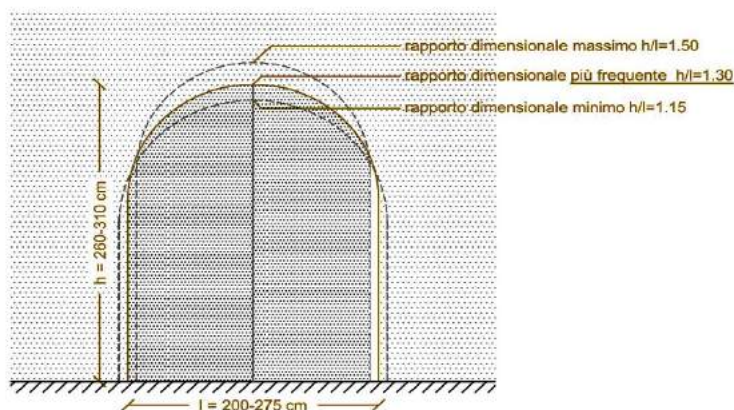 rapporto dimensionale massimo h/l=1.50
rapporto dimensionale più frequente h/l=1.30
rapporto dimensionale minimo h/l=1.15
h = 260-310 cm
l = 200-275 cm